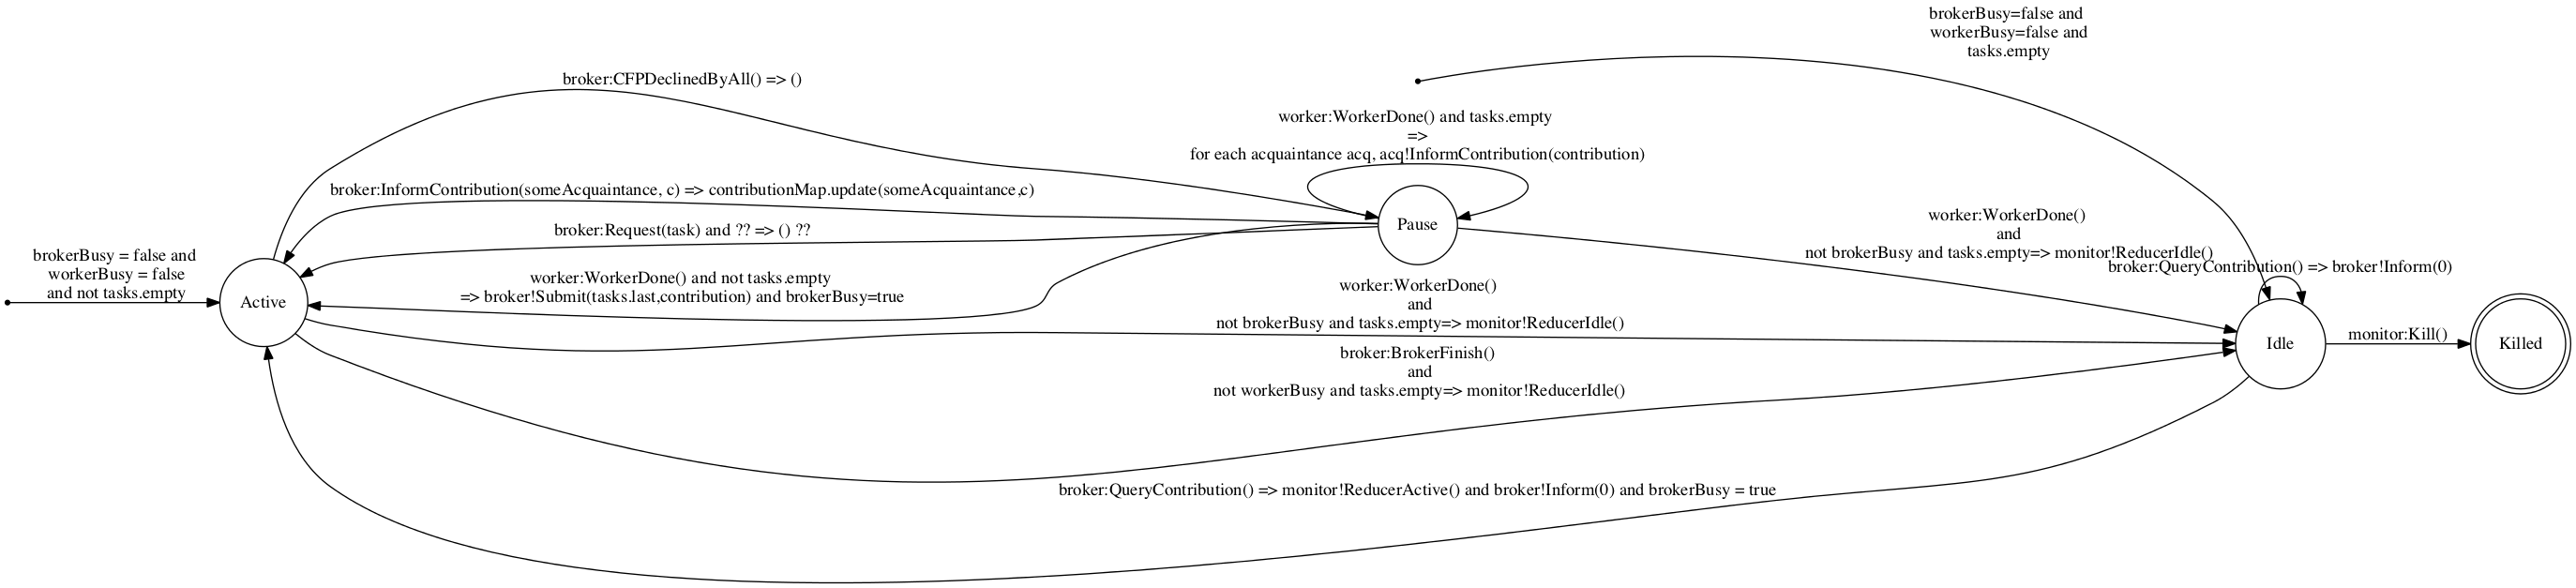 brokerBusy=false and
workerBusy=false and
tasks.empty
broker:CFPDeclinedByAll() => ()
worker:WorkerDone() and tasks.empty
=>
for each acquaintance acq, acq!InformContribution(contribution)
broker:InformContribution(someAcquaintance, c) => contributionMap.update(someAcquaintance,c)
Pause
broker:Request(task) and ?? => () ??
worker:WorkerDone()
and
not brokerBusy and tasks.empty=> monitor!ReducerIdle()
brokerBusy = false and
workerBusy = false
and not tasks.empty
Active
worker:WorkerDone() and not tasks.empty
=> broker!Submit(tasks.last,contribution) and brokerBusy=true
broker:QueryContribution() => broker!Inform(0)
worker:WorkerDone()
and
not brokerBusy and tasks.empty=> monitor!ReducerIdle()
Idle
monitor:Kill()
Killed
broker:BrokerFinish()
and
not workerBusy and tasks.empty=> monitor!ReducerIdle()
broker:QueryContribution() => monitor!ReducerActive() and broker!Inform(0) and brokerBusy = true